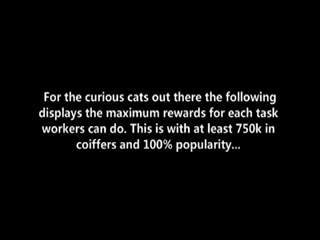 For the curious cats out there the following
displays the maximum rewards for each task
workers can do. This is with at least 750k in
coiffers and 100% popularity...